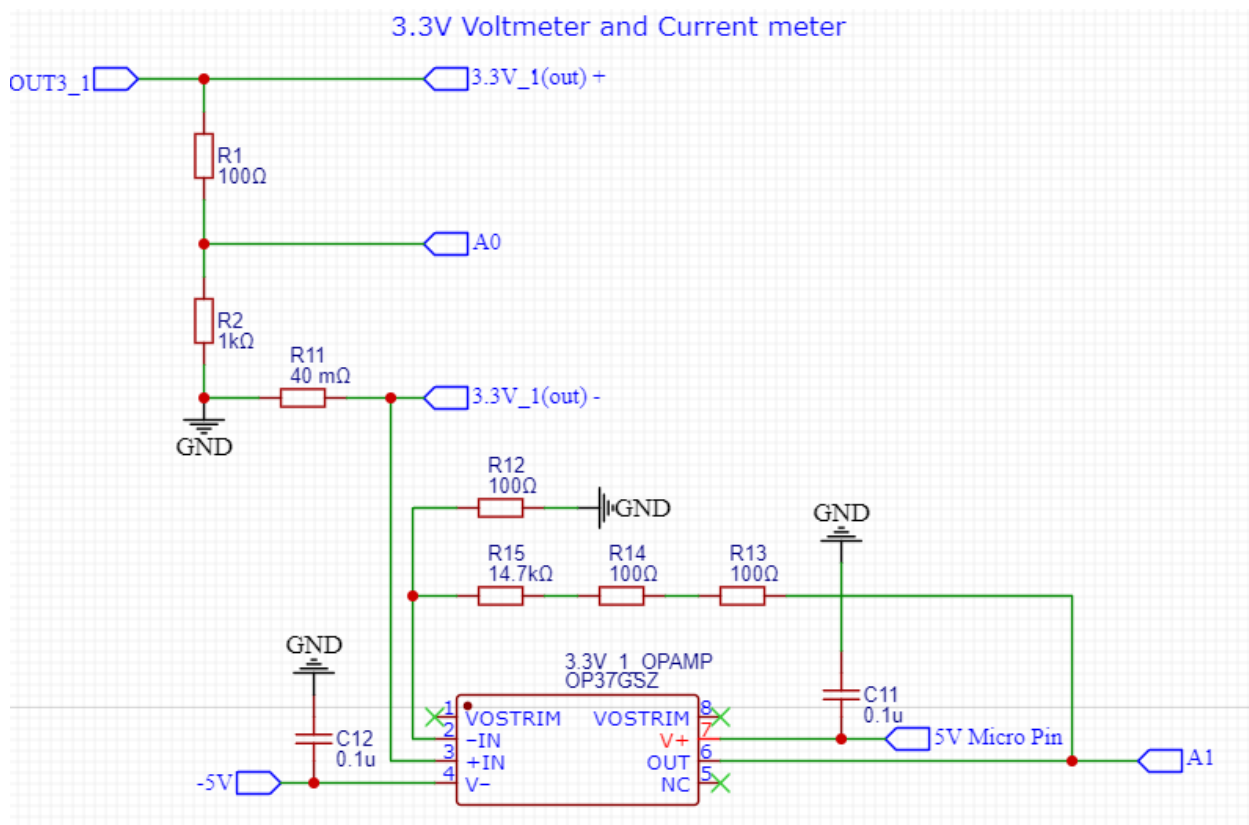 3.3V Voltmeter and Current meter
OUT3_1
3.3V_1(out) +
R1
100Ω
A0
R2
1kΩ
R11
40 mΩ
3.3V_1(out) -
GND
R12
100Ω
GND
GND
R15
14.7kΩ
R14
100Ω
R13
100Ω
GND
3.3V_1_OPAMP
OP37GSZ
1
VOSTRIM
VOSTRIM
8
C11
0.1u
C12
0.1u
2
-IN
V+
7
5V Micro Pin
3
+IN
OUT
6
A1
-5V
4
V-
NC
5